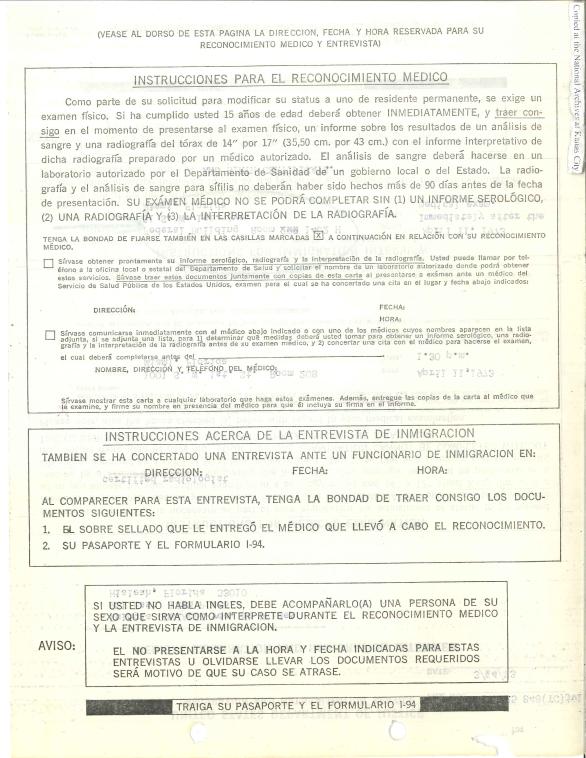 (VEASE AL DORSO DE ESTA PAGINA LA DIRECCION, FECHA Y HORA RESERVADA PARA SU
RECONOCIMIENTO MEDICO Y ENTREVISTA)
Copied at the National Archives at Kansas City
INSTRUCCIONES PARA EL RECONOCIMIENTO MEDICO
Como parte de su solicitud para modificar su status a uno de residente permanente, se exige un
examen físico. Si ha cumplido usted 15 años de edad deberá obtener INMEDIATAMENTE, y traer con-
sigo en el momento de presentarse al examen físico, un informe sobre los resultados de un análisis de
sangre y una radiografía del tórax de 14" por 17" (35,50 cm. por 43 cm.) con el informe interpretativo de
dicha radiografía preparado por un médico autorizado. El análisis de sangre deberá hacerse en un
laboratorio autorizado por el Departamento de Sanidad de un gobierno local o del Estado. La radio-
grafía y el análisis de sangre para sífilis no deberán haber sido hechos más de 90 días antes de la fecha
de presentación. SU EXÁMEN MÉDICO NO SE PODRÁ COMPLETAR SIN (1) UN INFORME SEROLÓGICO,
(2) UNA RADIOGRAFÍA Y (3) LA INTERPRETACIÓN DE LA RADIOGRAFÍA.
TENGA LA BONDAD DE FIJARSE TAMBIÉN EN LAS CASILLAS MARCADAS X A CONTINUACIÓN EN RELACIÓN CON SU RECONOCIMIENTO
MÉDICO.
Sírvase obtener prontamente su informe serológico, radiografía y la interpretación de la radiografía. Usted puede llamar por tel-
éfono a la oficina local o estatal del Departamento de Salud y solicitar el nombre de un laboratorio autorizado donde podrá obtener
estos servicios. Sírvase traer estos documentos juntamente con copias de esta carta al presentarse a exámen ante un médico del
Servicio de Salud Pública de los Estados Unidos, examen para el cual se ha concertado una cita en el lugar y fecha abajo indicados:
DIRECCIÓN:
FECHA:
HORA:
Sírvase comunicarse inmediatamente con el médico abajo indicado o con uno de los médicos cuyos nombres aparecen en la lista
adjunta, si se adjunta una lista, para 1) determinar qué medidas deberá usted tomar para obtener un informe serológico, una radio-
grafía y la interpretación de la radiografía antes de su examen médico, y 2) concertar una cita con el médico para hacerse el examen,
el cual deberá completarse antes del
NOMBRE, DIRECCIÓN Y TELÉFONO DEL MÉDICO:
Sírvase mostrar esta carta a cualquier laboratorio que haga estos exámenes. Además, entregue las copias de la carta al médico que
le examine, y firme su nombre en presencia del médico para que él incluya su firma en el informe.
INSTRUCCIONES ACERCA DE LA ENTREVISTA DE INMIGRACION
TAMBIEN SE HA CONCERTADO UNA ENTREVISTA ANTE UN FUNCIONARIO DE INMIGRACION EN:
DIRECCION: FECHA: HORA:
AL COMPARECER PARA ESTA ENTREVISTA, TENGA LA BONDAD DE TRAER CONSIGO LOS DOCU-
MENTOS SIGUIENTES:
1. EL SOBRE SELLADO QUE LE ENTREGÓ EL MÉDICO QUE LLEVÓ A CABO EL RECONOCIMIENTO.
2. SU PASAPORTE Y EL FORMULARIO I-94.
AVISO:
SI USTED NO HABLA INGLES, DEBE ACOMPAÑARLO(A) UNA PERSONA DE SU
SEXO QUE SIRVA COMO INTERPRETE DURANTE EL RECONOCIMIENTO MEDICO
Y LA ENTREVISTA DE INMIGRACION.
EL NO PRESENTARSE A LA HORA Y FECHA INDICADAS PARA ESTAS
ENTREVISTAS U OLVIDARSE LLEVAR LOS DOCUMENTOS REQUERIDOS
SERÁ MOTIVO DE QUE SU CASO SE ATRASE.
TRAIGA SU PASAPORTE Y EL FORMULARIO I-94